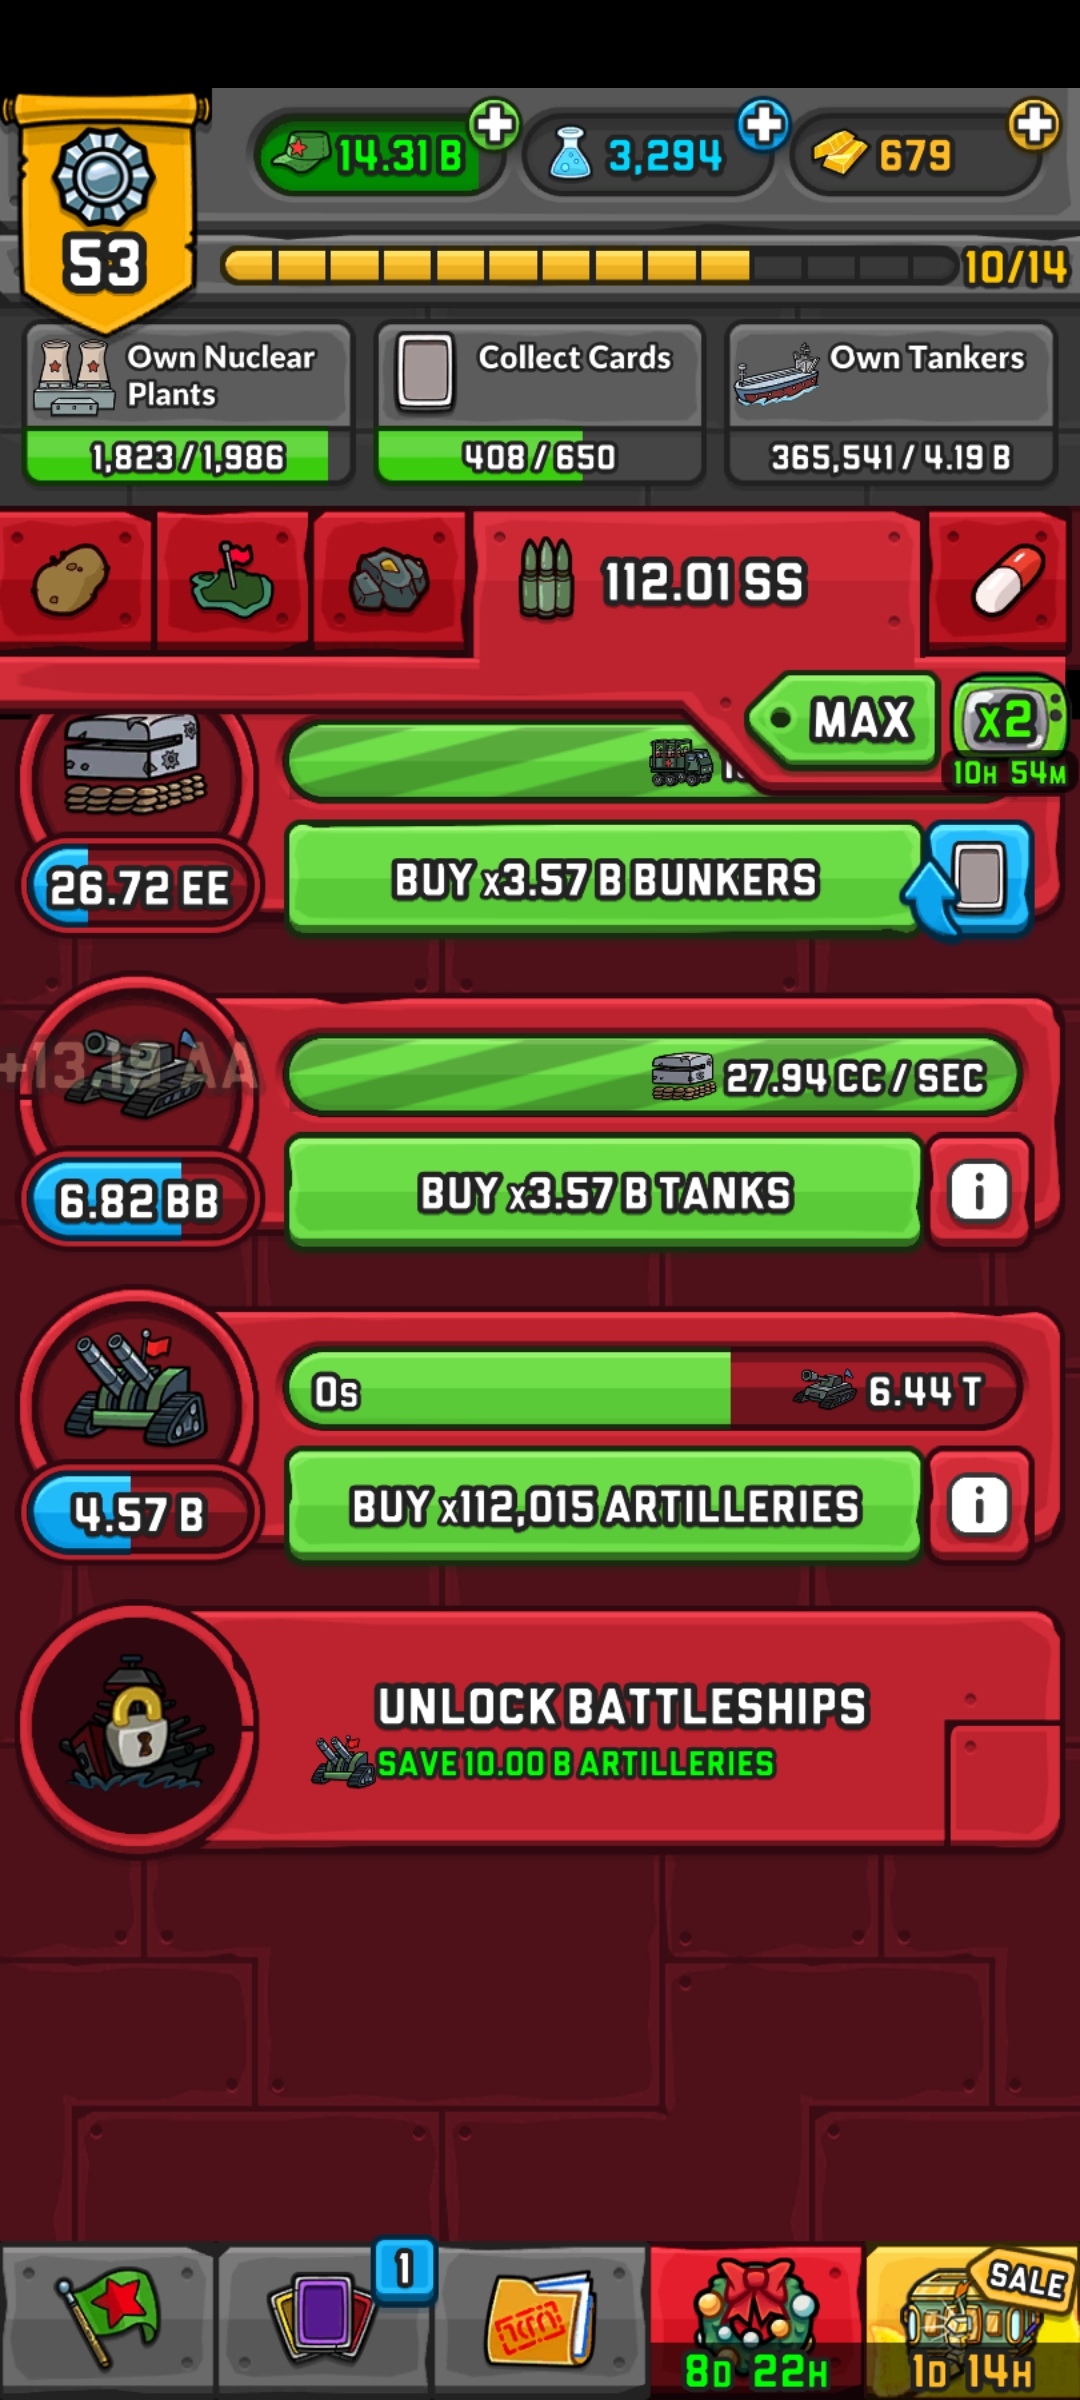 14.31 B
3,294
679
53
10/14
Own Nuclear
Plants
1,823/1,986
Collect Cards
408/650
Own Tankers
365,541/4.19 B
112.01 SS
MAX
x2
10H 54M
26.72 EE
BUY x3.57 B BUNKERS
+13.19 AA
27.94 CC/SEC
6.82 BB
BUY x3.57 B TANKS
0s
6.44 T
4.57 B
BUY x112,015 ARTILLERIES
UNLOCK BATTLESHIPS
SAVE 10.00 B ARTILLERIES
1
SALE
8D 22H
1D 14H